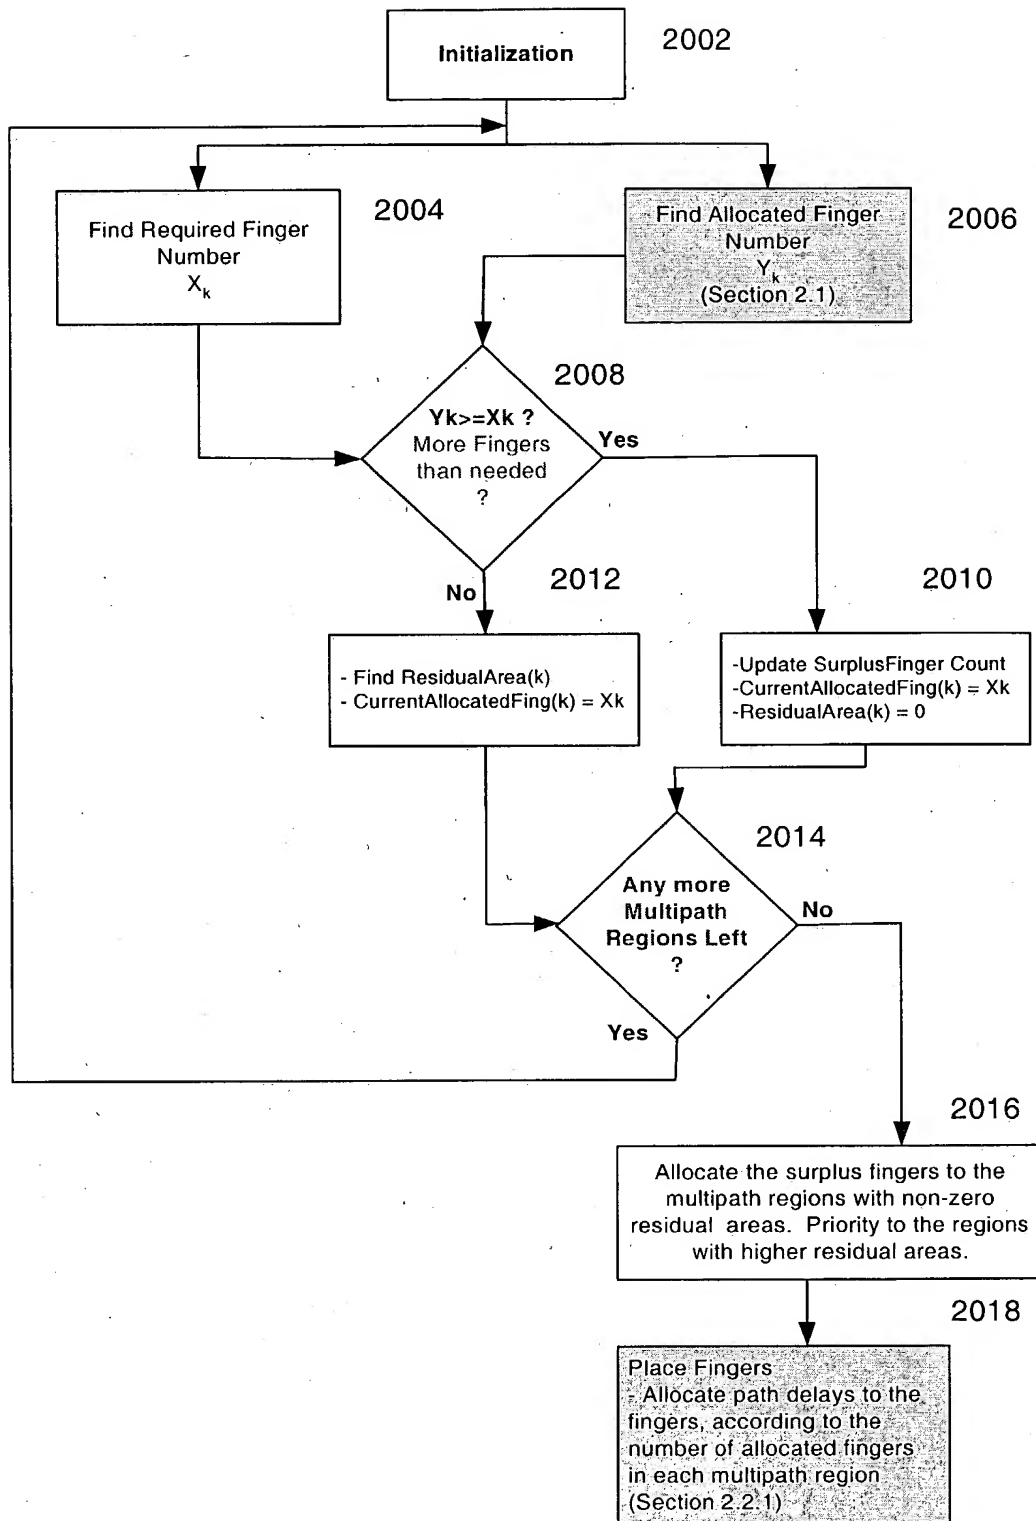 Initialization
2002
Find Required Finger
Number
Xk
2004
Find Allocated Finger
Number
Yk
(Section 2.1)
2006
2008
Yk>=Xk ?
More Fingers
than needed
?
Yes
No
2012
2010
- Find ResidualArea(k)
- CurrentAllocatedFing(k) = Xk
-Update SurplusFinger Count
-CurrentAllocatedFing(k) = Xk
-ResidualArea(k) = 0
2014
Any more
Multipath
Regions Left
?
No
Yes
2016
Allocate the surplus fingers to the
multipath regions with non-zero
residual areas. Priority to the regions
with higher residual areas.
2018
Place Fingers
- Allocate path delays to the
fingers, according to the
number of allocated fingers
in each multipath region
(Section 2.2.1)